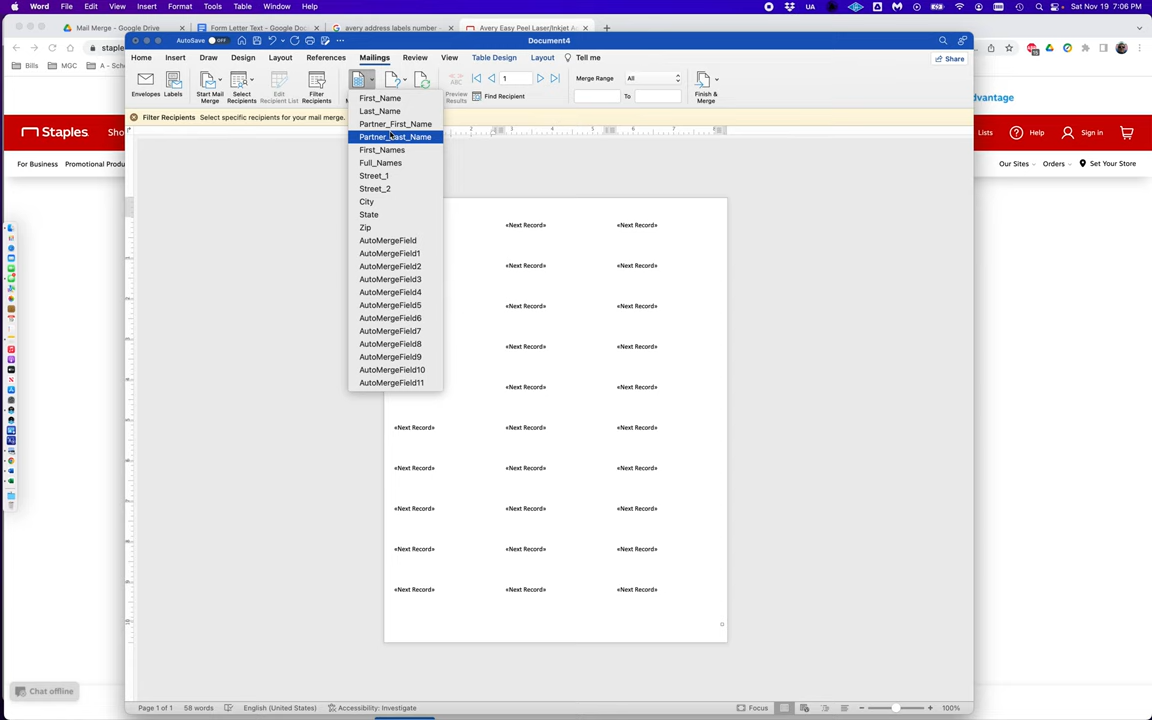 Word File Edit View Insert Format Tools Table Window Help
UA
Sat Nov 19 7:06 PM
Mail Merge - Google Drive
Form Letter Text - Google Doc
avery address labels number -
Avery Easy Peel Laser/Inkjet A
AutoSave OFF
Document4
staple
Home Insert Draw Design Layout References Mailings Review View Table Design Layout Tell me
Share
Bills MGC A - Sch
Envelopes Labels Start Mail Merge Select Recipients Edit Recipient List Filter Recipients
Preview Results
1
Find Recipient
Merge Range All
To
Finish & Merge
dvantage
Filter Recipients Select specific recipients for your mail merge.
Staples
Sho
Lists Help Sign in
For Business Promotional Produ
Our Sites Orders Set Your Store
First_Name
Last_Name
Partner_First_Name
Partner_Last_Name
First_Names
Full_Names
Street_1
Street_2
City
State
Zip
AutoMergeField
AutoMergeField1
AutoMergeField2
AutoMergeField3
AutoMergeField4
AutoMergeField5
AutoMergeField6
AutoMergeField7
AutoMergeField8
AutoMergeField9
AutoMergeField10
AutoMergeField11
«Next Record» «Next Record»
«Next Record» «Next Record»
«Next Record» «Next Record»
«Next Record» «Next Record»
«Next Record» «Next Record»
«Next Record» «Next Record» «Next Record»
«Next Record» «Next Record» «Next Record»
«Next Record» «Next Record» «Next Record»
«Next Record» «Next Record» «Next Record»
«Next Record» «Next Record» «Next Record»
Chat offline
Page 1 of 1 58 words English (United States) Accessibility: Investigate
Focus
100%